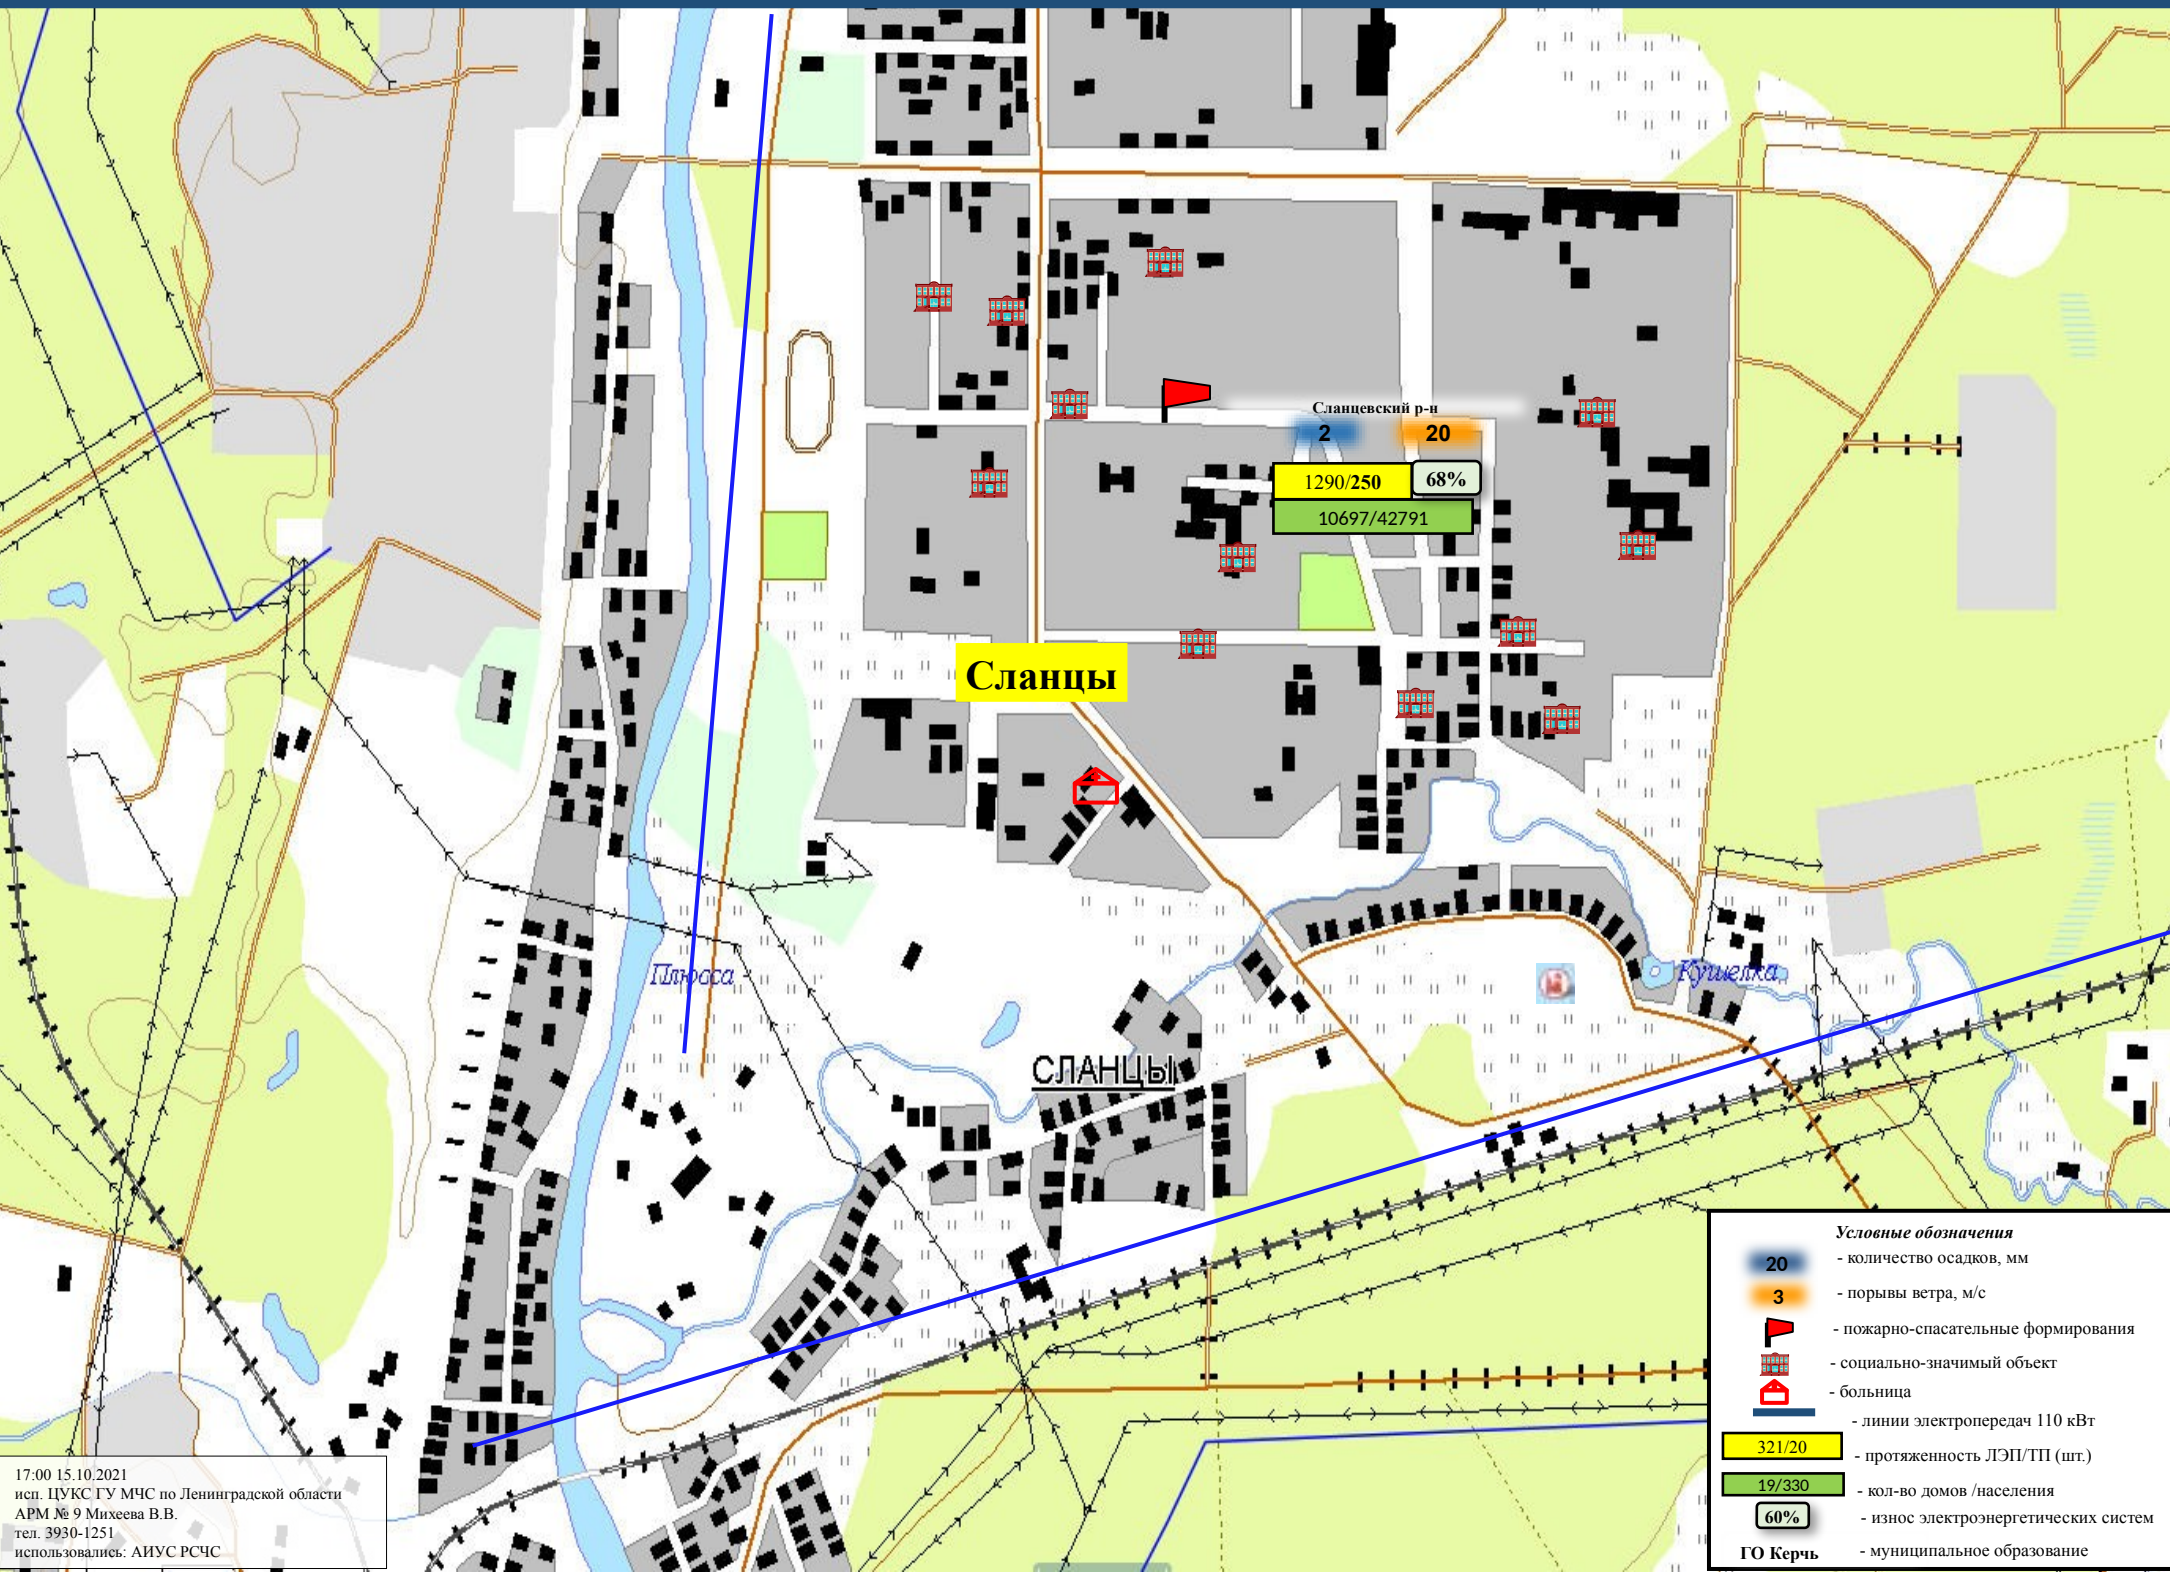 Сланцевский р-н
2 20
1290/250 68%
10697/42791
Сланцы
Плюсса
Кушелка
СЛАНЦЫ
Условные обозначения
20 - количество осадков, мм
3 - порывы ветра, м/с
- пожарно-спасательные формирования
- социально-значимый объект
- больница
- линии электропередач 110 кВт
321/20 - протяженность ЛЭП/ТП (шт.)
19/330 - кол-во домов /населения
60% - износ электроэнергетических систем
ГО Керчь - муниципальное образование
17:00 15.10.2021
исп. ЦУКС ГУ МЧС по Ленинградской области
АРМ № 9 Михеева В.В.
тел. 3930-1251
использовались: АИУС РСЧС